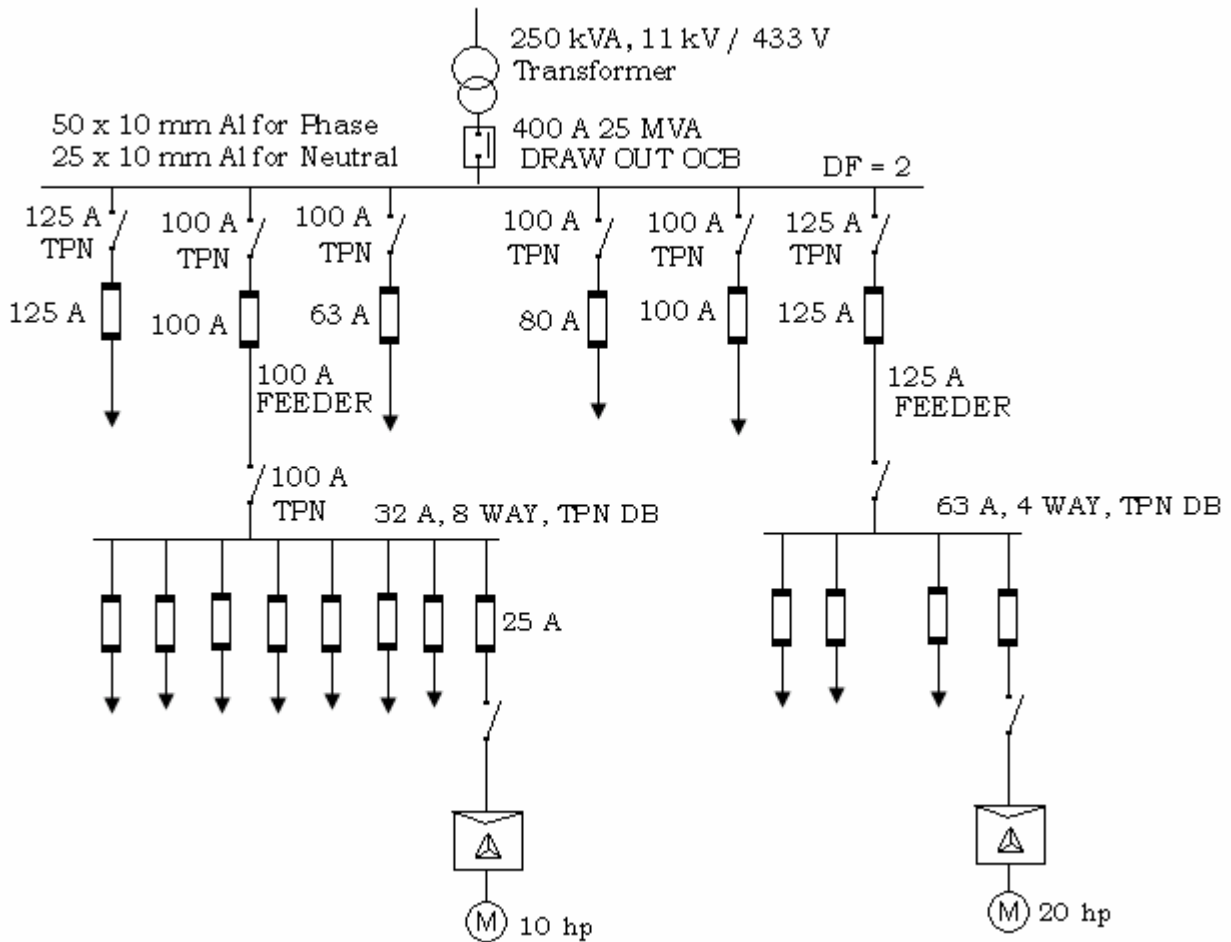 250 kVA, 11 kV / 433 V
Transformer
50 x 10 mm Al for Phase
25 x 10 mm Al for Neutral
400 A 25 MVA
DRAW OUT OCB
DF = 2
125 A
TPN
100 A
TPN
100 A
TPN
100 A
TPN
100 A
TPN
125 A
TPN
125 A
100 A
63 A
80 A
100 A
125 A
100 A
FEEDER
125 A
FEEDER
100 A
TPN
32 A, 8 WAY, TPN DB
63 A, 4 WAY, TPN DB
25 A
M
10 hp
M
20 hp